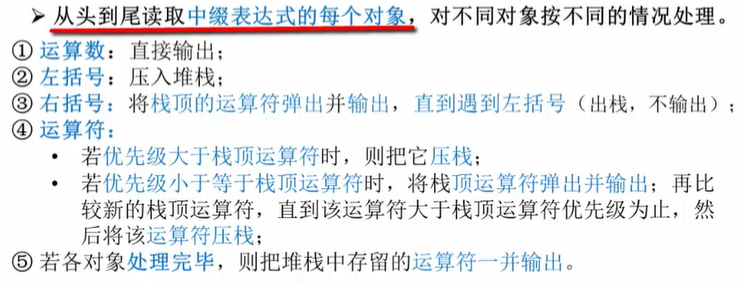 ➢ 从头到尾读取中缀表达式的每个对象，对不同对象按不同的情况处理。
① 运算数：直接输出；
② 左括号：压入堆栈；
③ 右括号：将栈顶的运算符弹出并输出，直到遇到左括号（出栈，不输出）；
④ 运算符：
• 若优先级大于栈顶运算符时，则把它压栈；
• 若优先级小于等于栈顶运算符时，将栈顶运算符弹出并输出；再比
较新的栈顶运算符，直到该运算符大于栈顶运算符优先级为止，然
后将该运算符压栈；
⑤ 若各对象处理完毕，则把堆栈中存留的运算符一并输出。